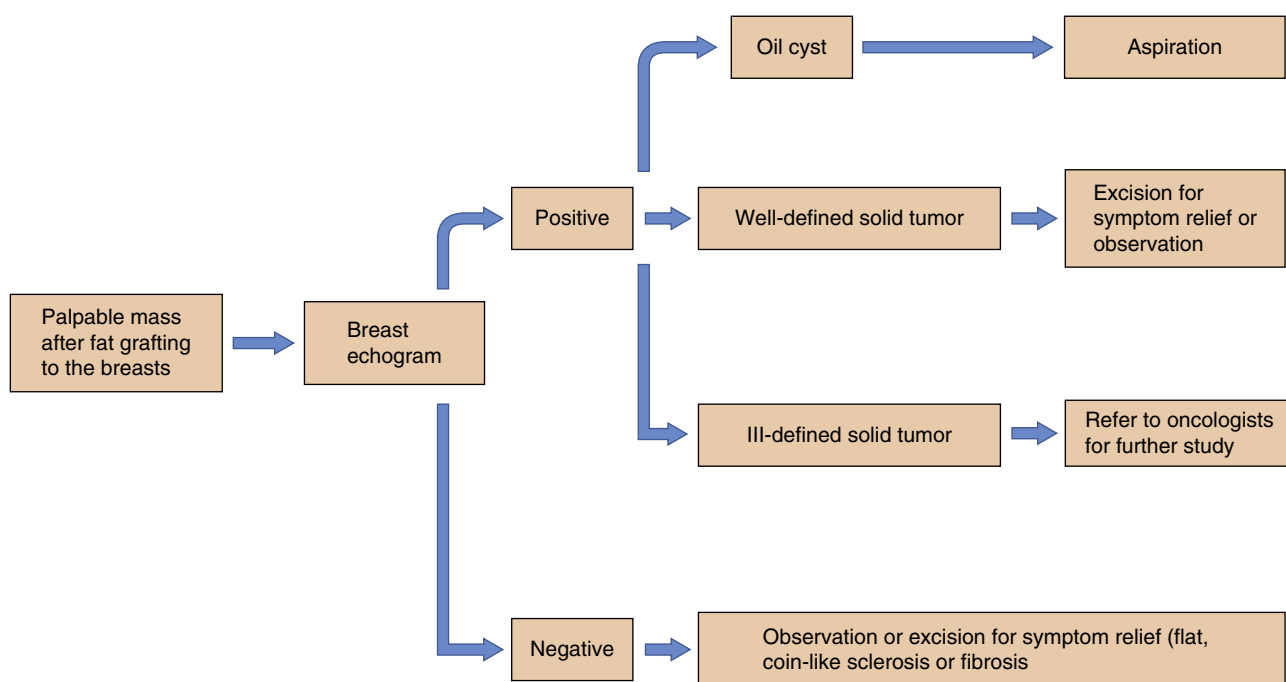 Palpable mass
after fat grafting
to the breasts
Breast
echogram
Positive
Oil cyst
Aspiration
Well-defined solid tumor
Excision for
symptom relief or
observation
Ill-defined solid tumor
Refer to oncologists
for further study
Negative
Observation or excision for symptom relief (flat,
coin-like sclerosis or fibrosis